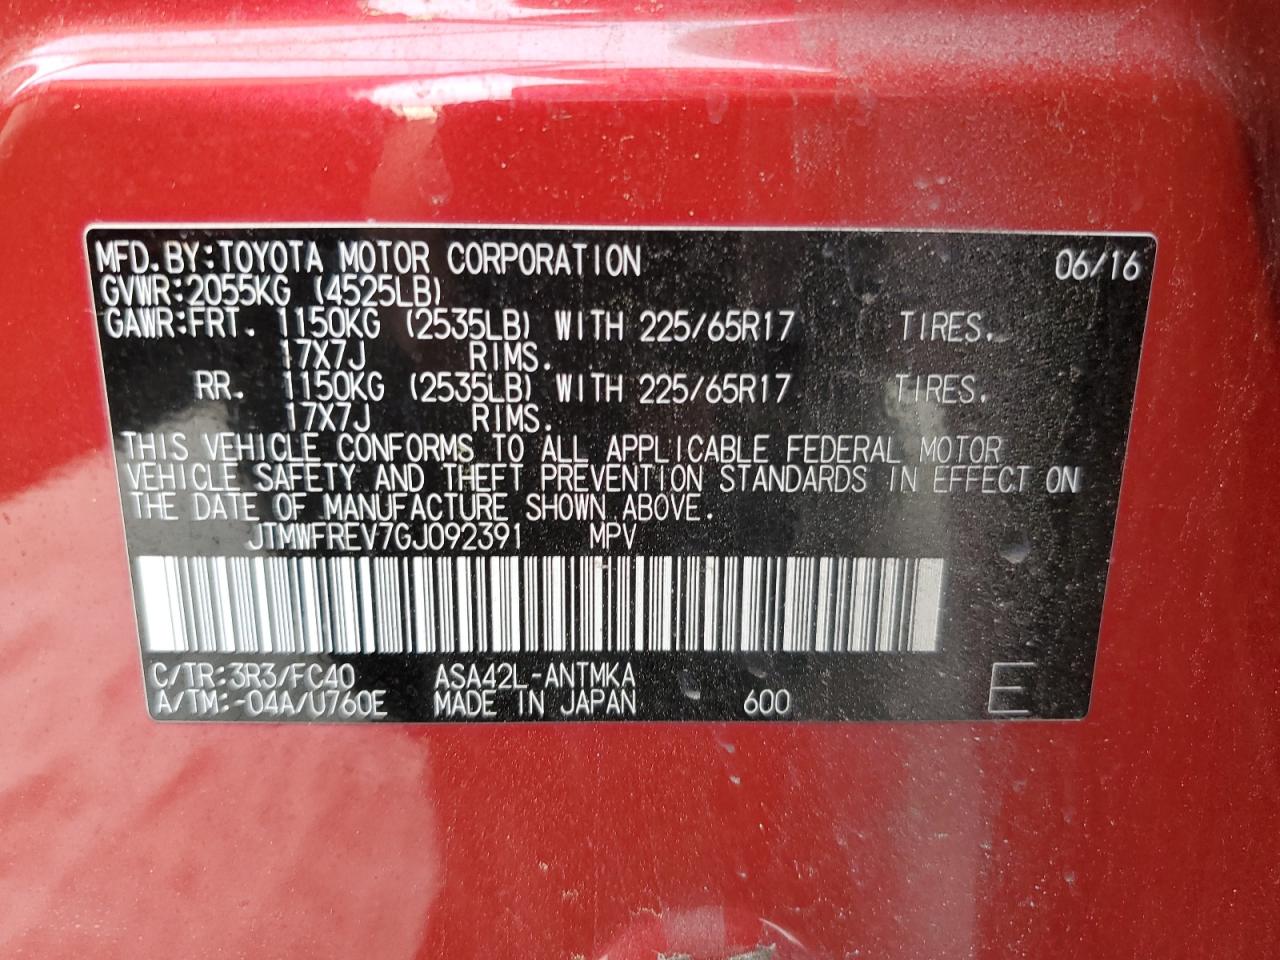 MFD.BY:TOYOTA MOTOR CORPORATION 06/16
GVWR:2055KG (4525LB)
GAWR:FRT. 1150KG (2535LB) WITH 225/65R17 TIRES.
17X7J RIMS.
RR. 1150KG (2535LB) WITH 225/65R17 TIRES.
17X7J RIMS.
THIS VEHICLE CONFORMS TO ALL APPLICABLE FEDERAL MOTOR
VEHICLE SAFETY AND THEFT PREVENTION STANDARDS IN EFFECT ON
THE DATE OF MANUFACTURE SHOWN ABOVE.
JTMWFREV7GJ092391 MPV
C/TR:3R3/FC40 ASA42L-ANTMKA
A/TM:-04A/U760E MADE IN JAPAN 600 E